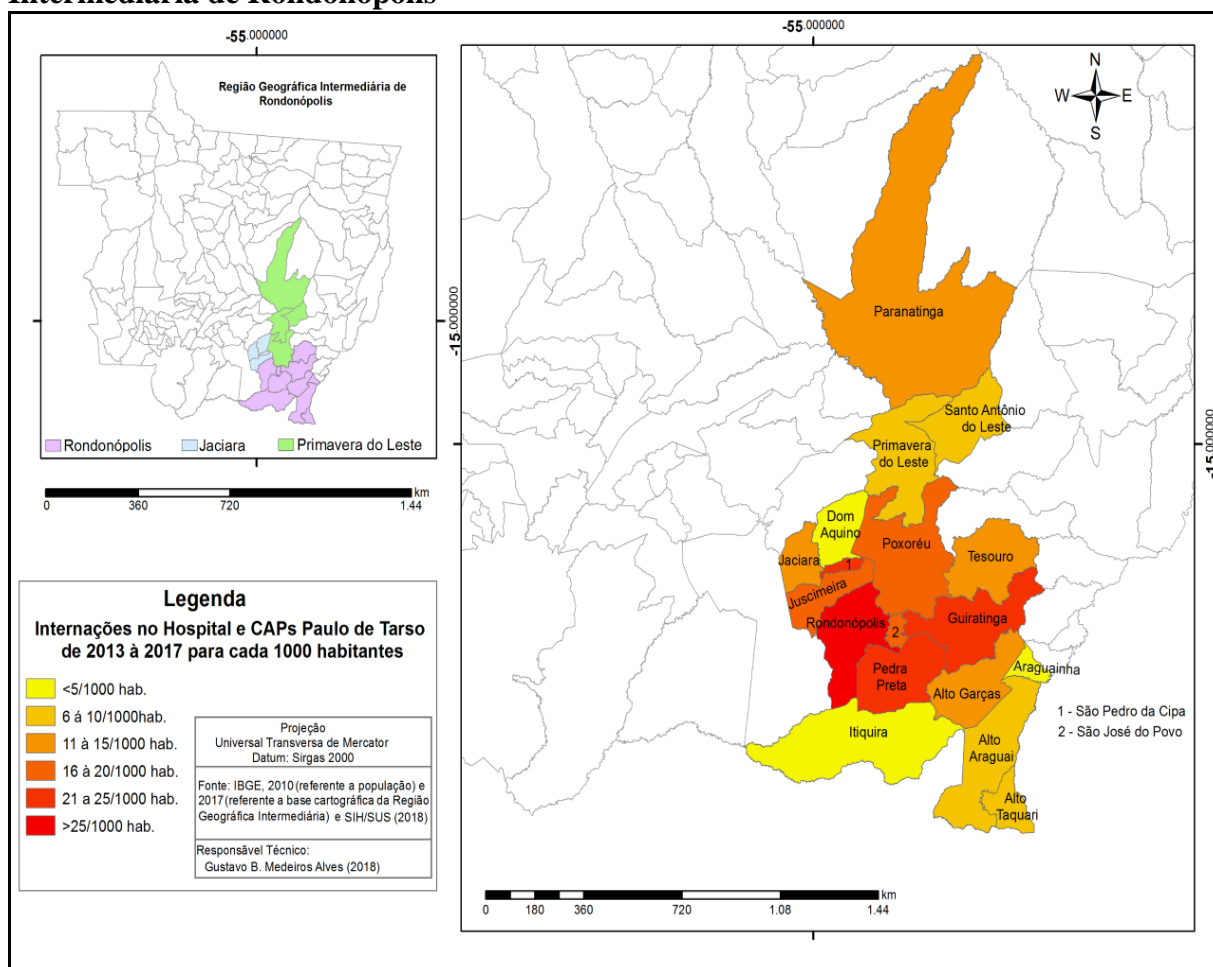 Intermediária de Rondonópolis
-55.000000
Região Geográfica Intermediária de
Rondonópolis
-15.000000
Rondonópolis
Jaciara
Primavera do Leste
-55.000000
km
0 360 720 1.44
Legenda
Internações no Hospital e CAPs Paulo de Tarso
de 2013 à 2017 para cada 1000 habitantes
<5/1000 hab.
6 á 10/1000hab.
11 à 15/1000 hab.
16 à 20/1000 hab.
21 a 25/1000 hab.
>25/1000 hab.
Projeção
Universal Transversa de Mercator
Datum: Sirgas 2000
Fonte: IBGE, 2010 (referente a população) e
2017 (referente a base cartográfica da Região
Geográfica Intermediária) e SIH/SUS (2018)
Responsável Técnico:
Gustavo B. Medeiros Alves (2018)
-55.000000
N
W E
S
Paranatinga
Santo Antônio
do Leste
Primavera
do Leste
-15.000000
Dom
Aquino
Poxoréu
Tesouro
Jaciara
1
Juscimeira
Rondonópolis
2
Guiratinga
Pedra
Preta
Araguainha
Alto Garças
Itiquira
Alto
Araguai
Alto
Taquari
1 - São Pedro da Cipa
2 - São José do Povo
km
0 180 360 720 1.08 1.44
-55.000000